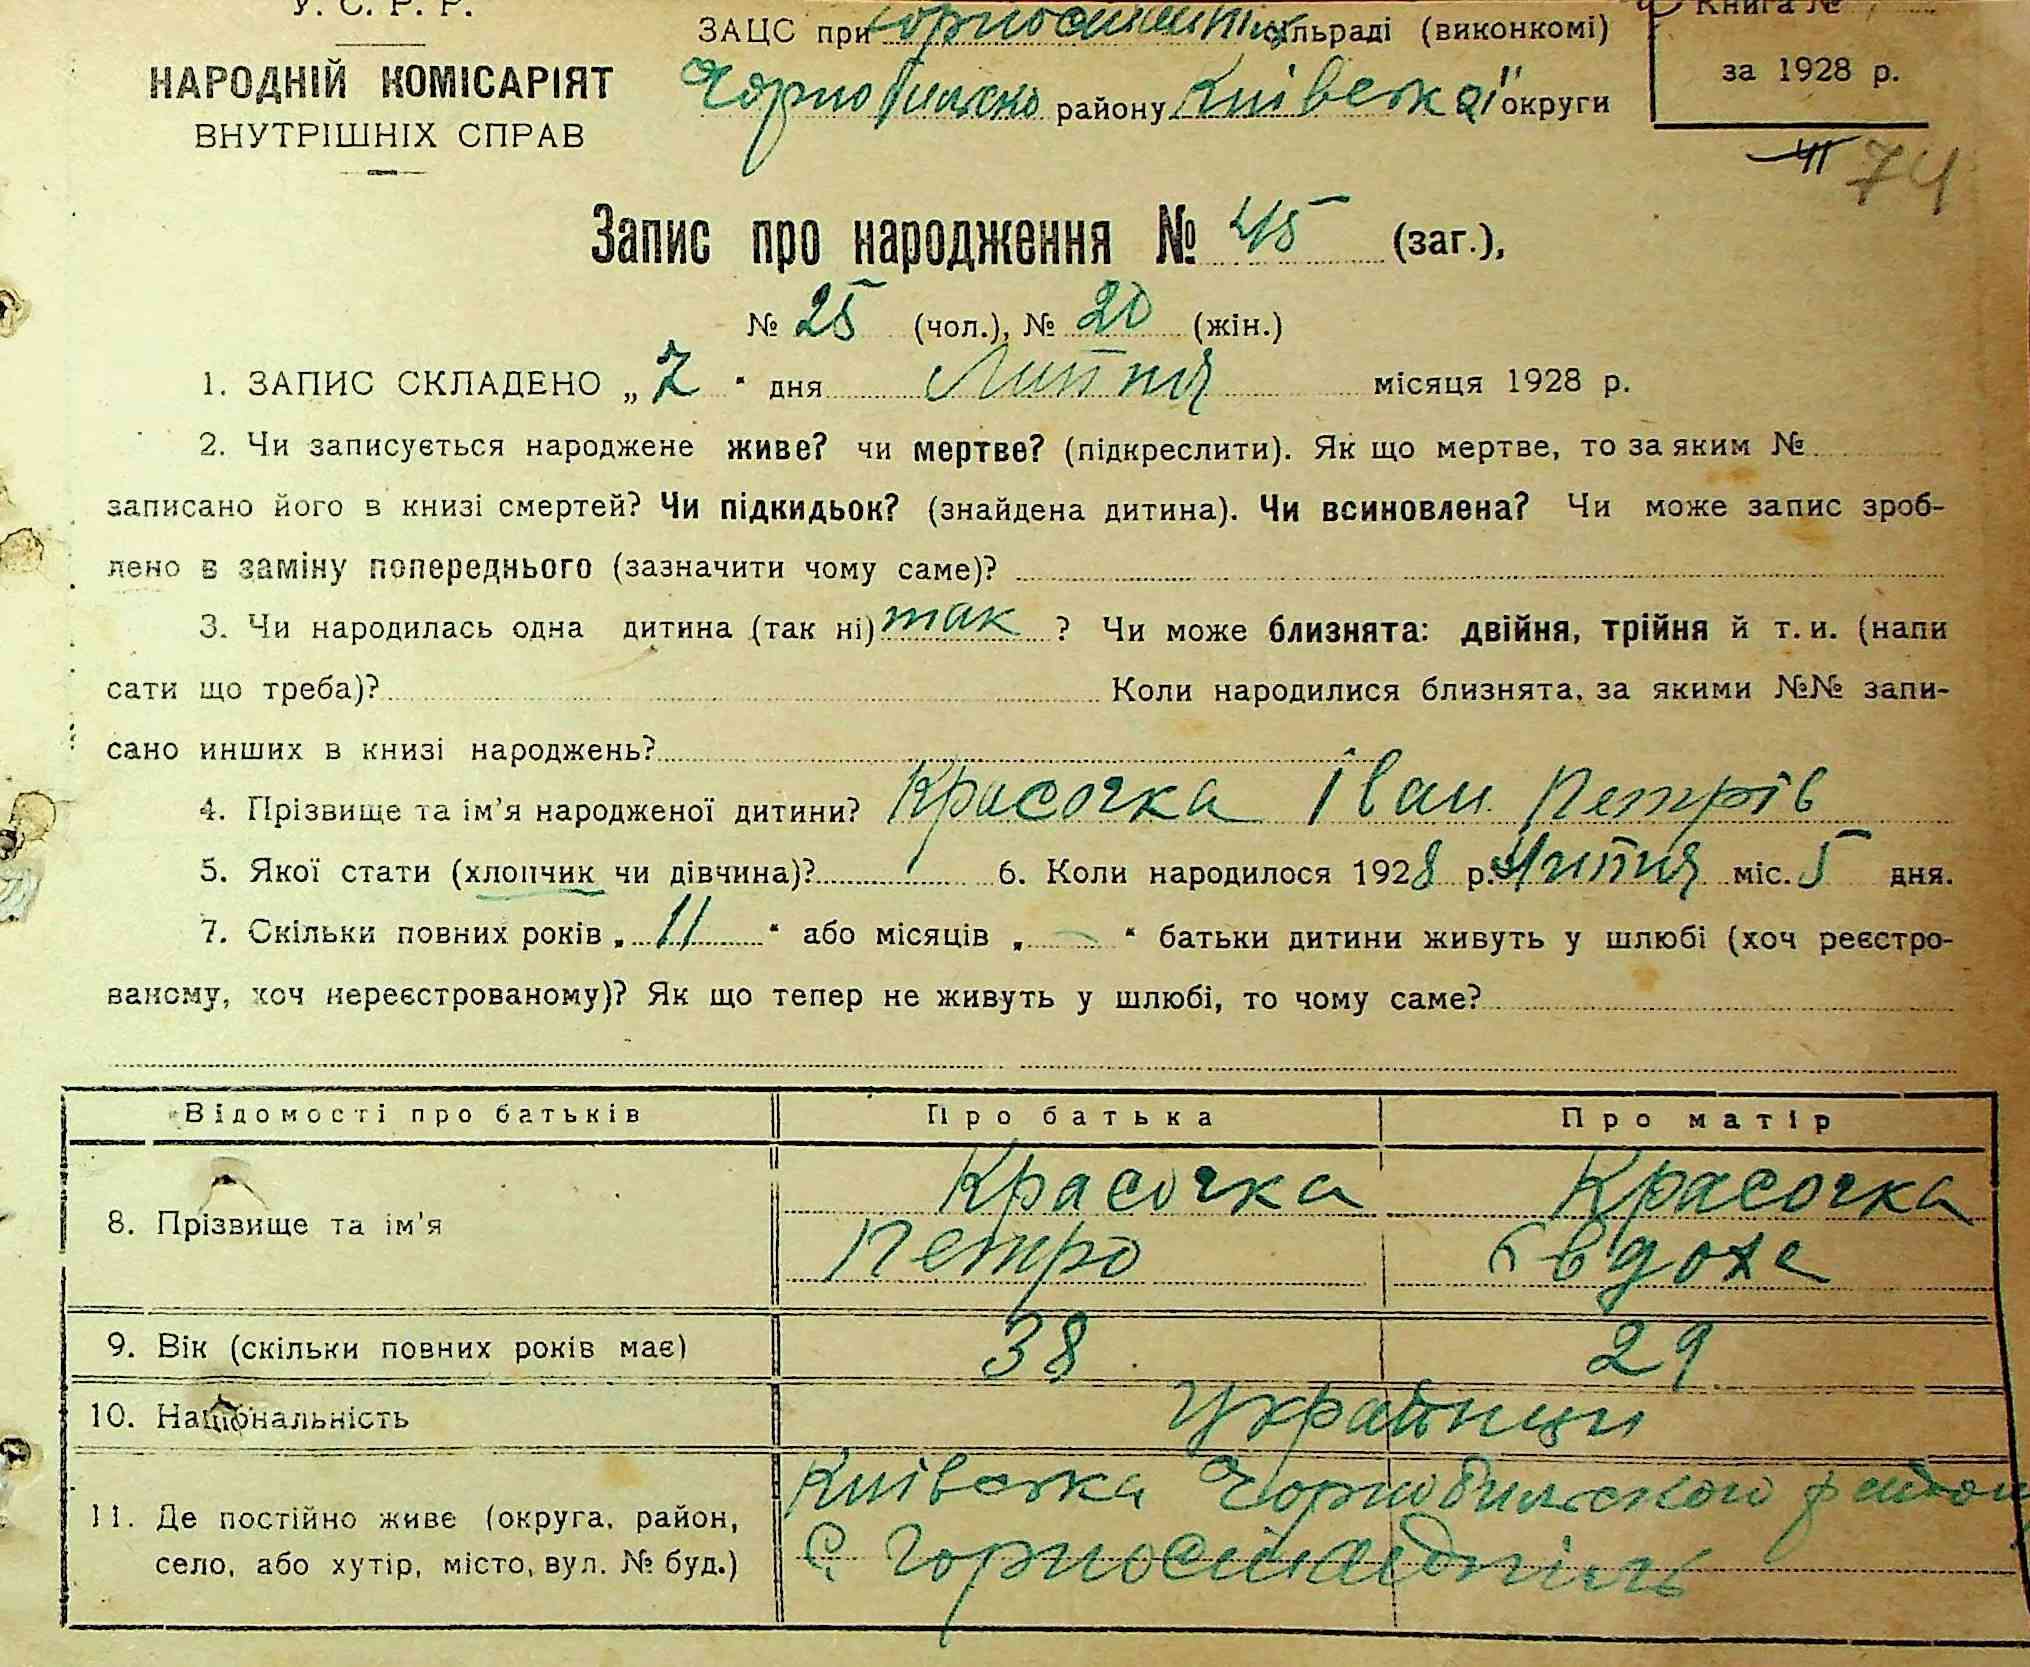 У. С. Р. Р.
НАРОДНІЙ КОМІСАРІЯТ
ВНУТРІШНІХ СПРАВ
ЗАЦС при сільраді (виконкомі)
Чорнобильско району Київська округи
Книга №
за 1928 р.
74
Запис про народження № 45 (заг.),
№ 25 (чол.), № 20 (жін.)
1. ЗАПИС СКЛАДЕНО „7“ дня Липня місяця 1928 р.
2. Чи записується народжене живе? чи мертве? (підкреслити). Як що мертве, то за яким №
записано його в книзі смертей? Чи підкидьок? (знайдена дитина). Чи всиновлена? Чи може запис зроб-
лено в заміну попереднього (зазначити чому саме)?
3. Чи народилась одна дитина (так ні) так ? Чи може близнята: двійня, трійня й т. и. (напи
сати що треба)? Коли народилися близнята, за якими №№ запи-
сано инших в книзі народжень?
4. Прізвище та ім'я народженої дитини? Красочка Іван Петрів
5. Якої стати (хлопчик чи дівчина)? 6. Коли народилося 1928 р. Липня міс. 5 дня.
7. Скільки повних років „11“ або місяців „—“ батьки дитини живуть у шлюбі (хоч реєстро-
ваному, хоч нереєстрованому)? Як що тепер не живуть у шлюбі, то чому саме?
Відомості про батьків Про батька Про матір
8. Прізвище та ім'я Красочка Петро Красочка Євдоха
9. Вік (скільки повних років має) 38 29
10. Національність Українци
11. Де постійно живе (округа, район,
село, або хутір, місто, вул. № буд.)
Київська Чорнобильского району
С.